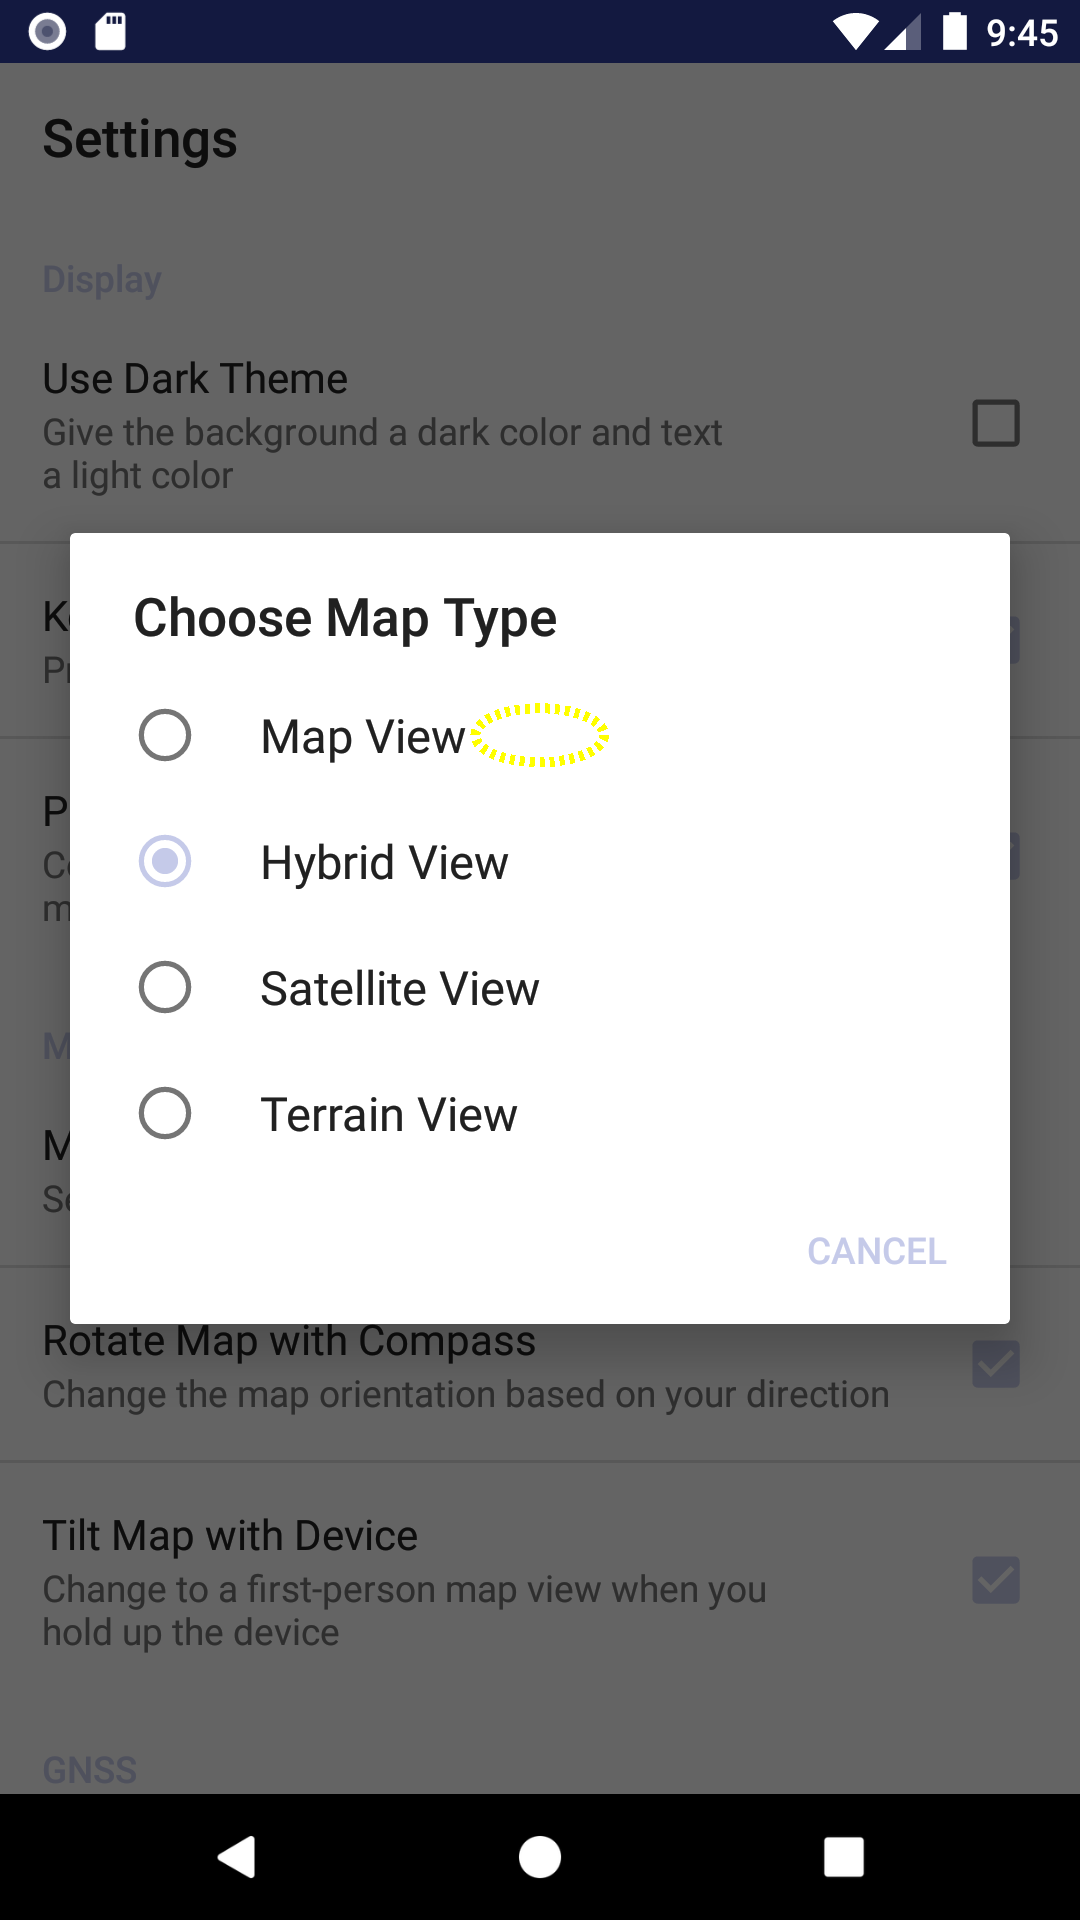 9:45
Settings
Display
Use Dark Theme
Give the background a dark color and text
a light color
Choose Map Type
Map View
Hybrid View
Satellite View
Terrain View
CANCEL
Rotate Map with Compass
Change the map orientation based on your direction
Tilt Map with Device
Change to a first-person map view when you
hold up the device
GNSS